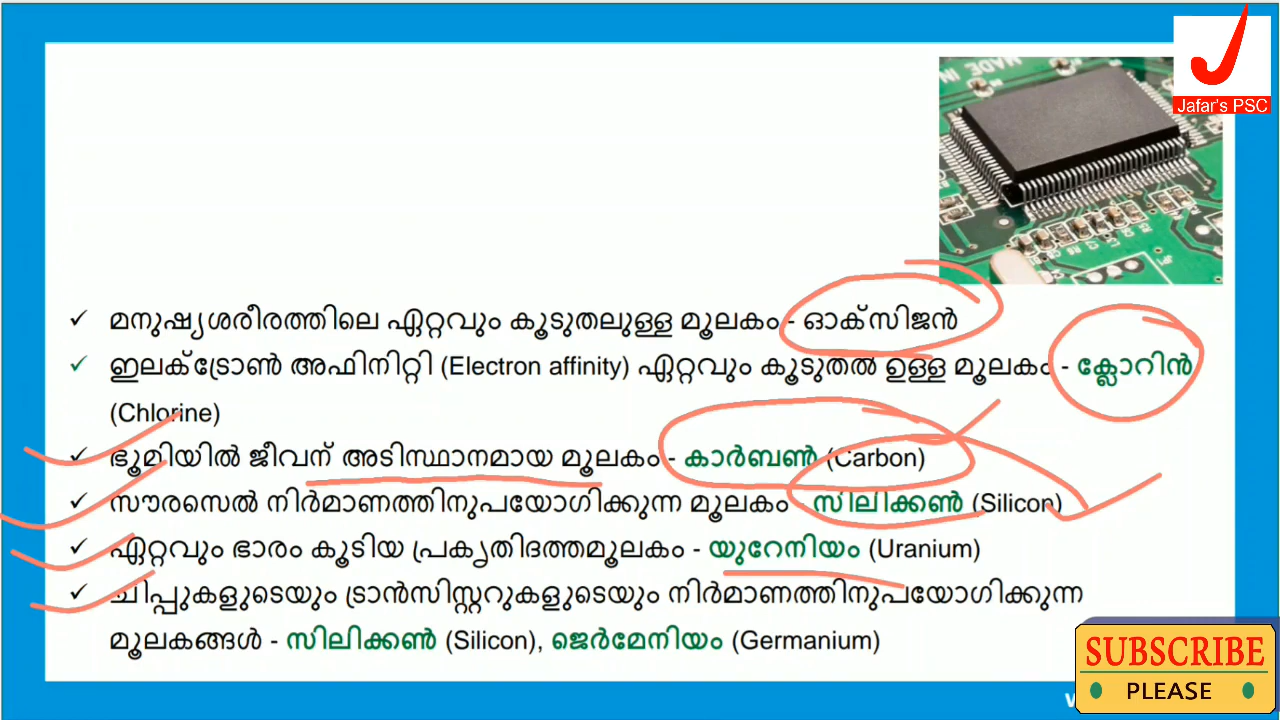 MADE IN
Jafar's PSC
മനുഷ്യശരീരത്തിലെ ഏറ്റവും കൂടുതലുള്ള മൂലകം - ഓക്സിജൻ
ഇലക്ട്രോൺ അഫിനിറ്റി (Electron affinity) ഏറ്റവും കൂടുതൽ ഉള്ള മൂലകം - ക്ലോറിൻ
(Chlorine)
ഭൂമിയിൽ ജീവന് അടിസ്ഥാനമായ മൂലകം - കാർബൺ (Carbon)
സൗരസെൽ നിർമാണത്തിനുപയോഗിക്കുന്ന മൂലകം സിലിക്കൺ (Silicon)
ഏറ്റവും ഭാരം കൂടിയ പ്രകൃതിദത്തമൂലകം - യുറേനിയം (Uranium)
ചിപ്പുകളുടെയും ട്രാൻസിസ്റ്ററുകളുടെയും നിർമാണത്തിനുപയോഗിക്കുന്ന
മൂലകങ്ങൾ - സിലിക്കൺ (Silicon), ജെർമേനിയം (Germanium)
SUBSCRIBE
PLEASE